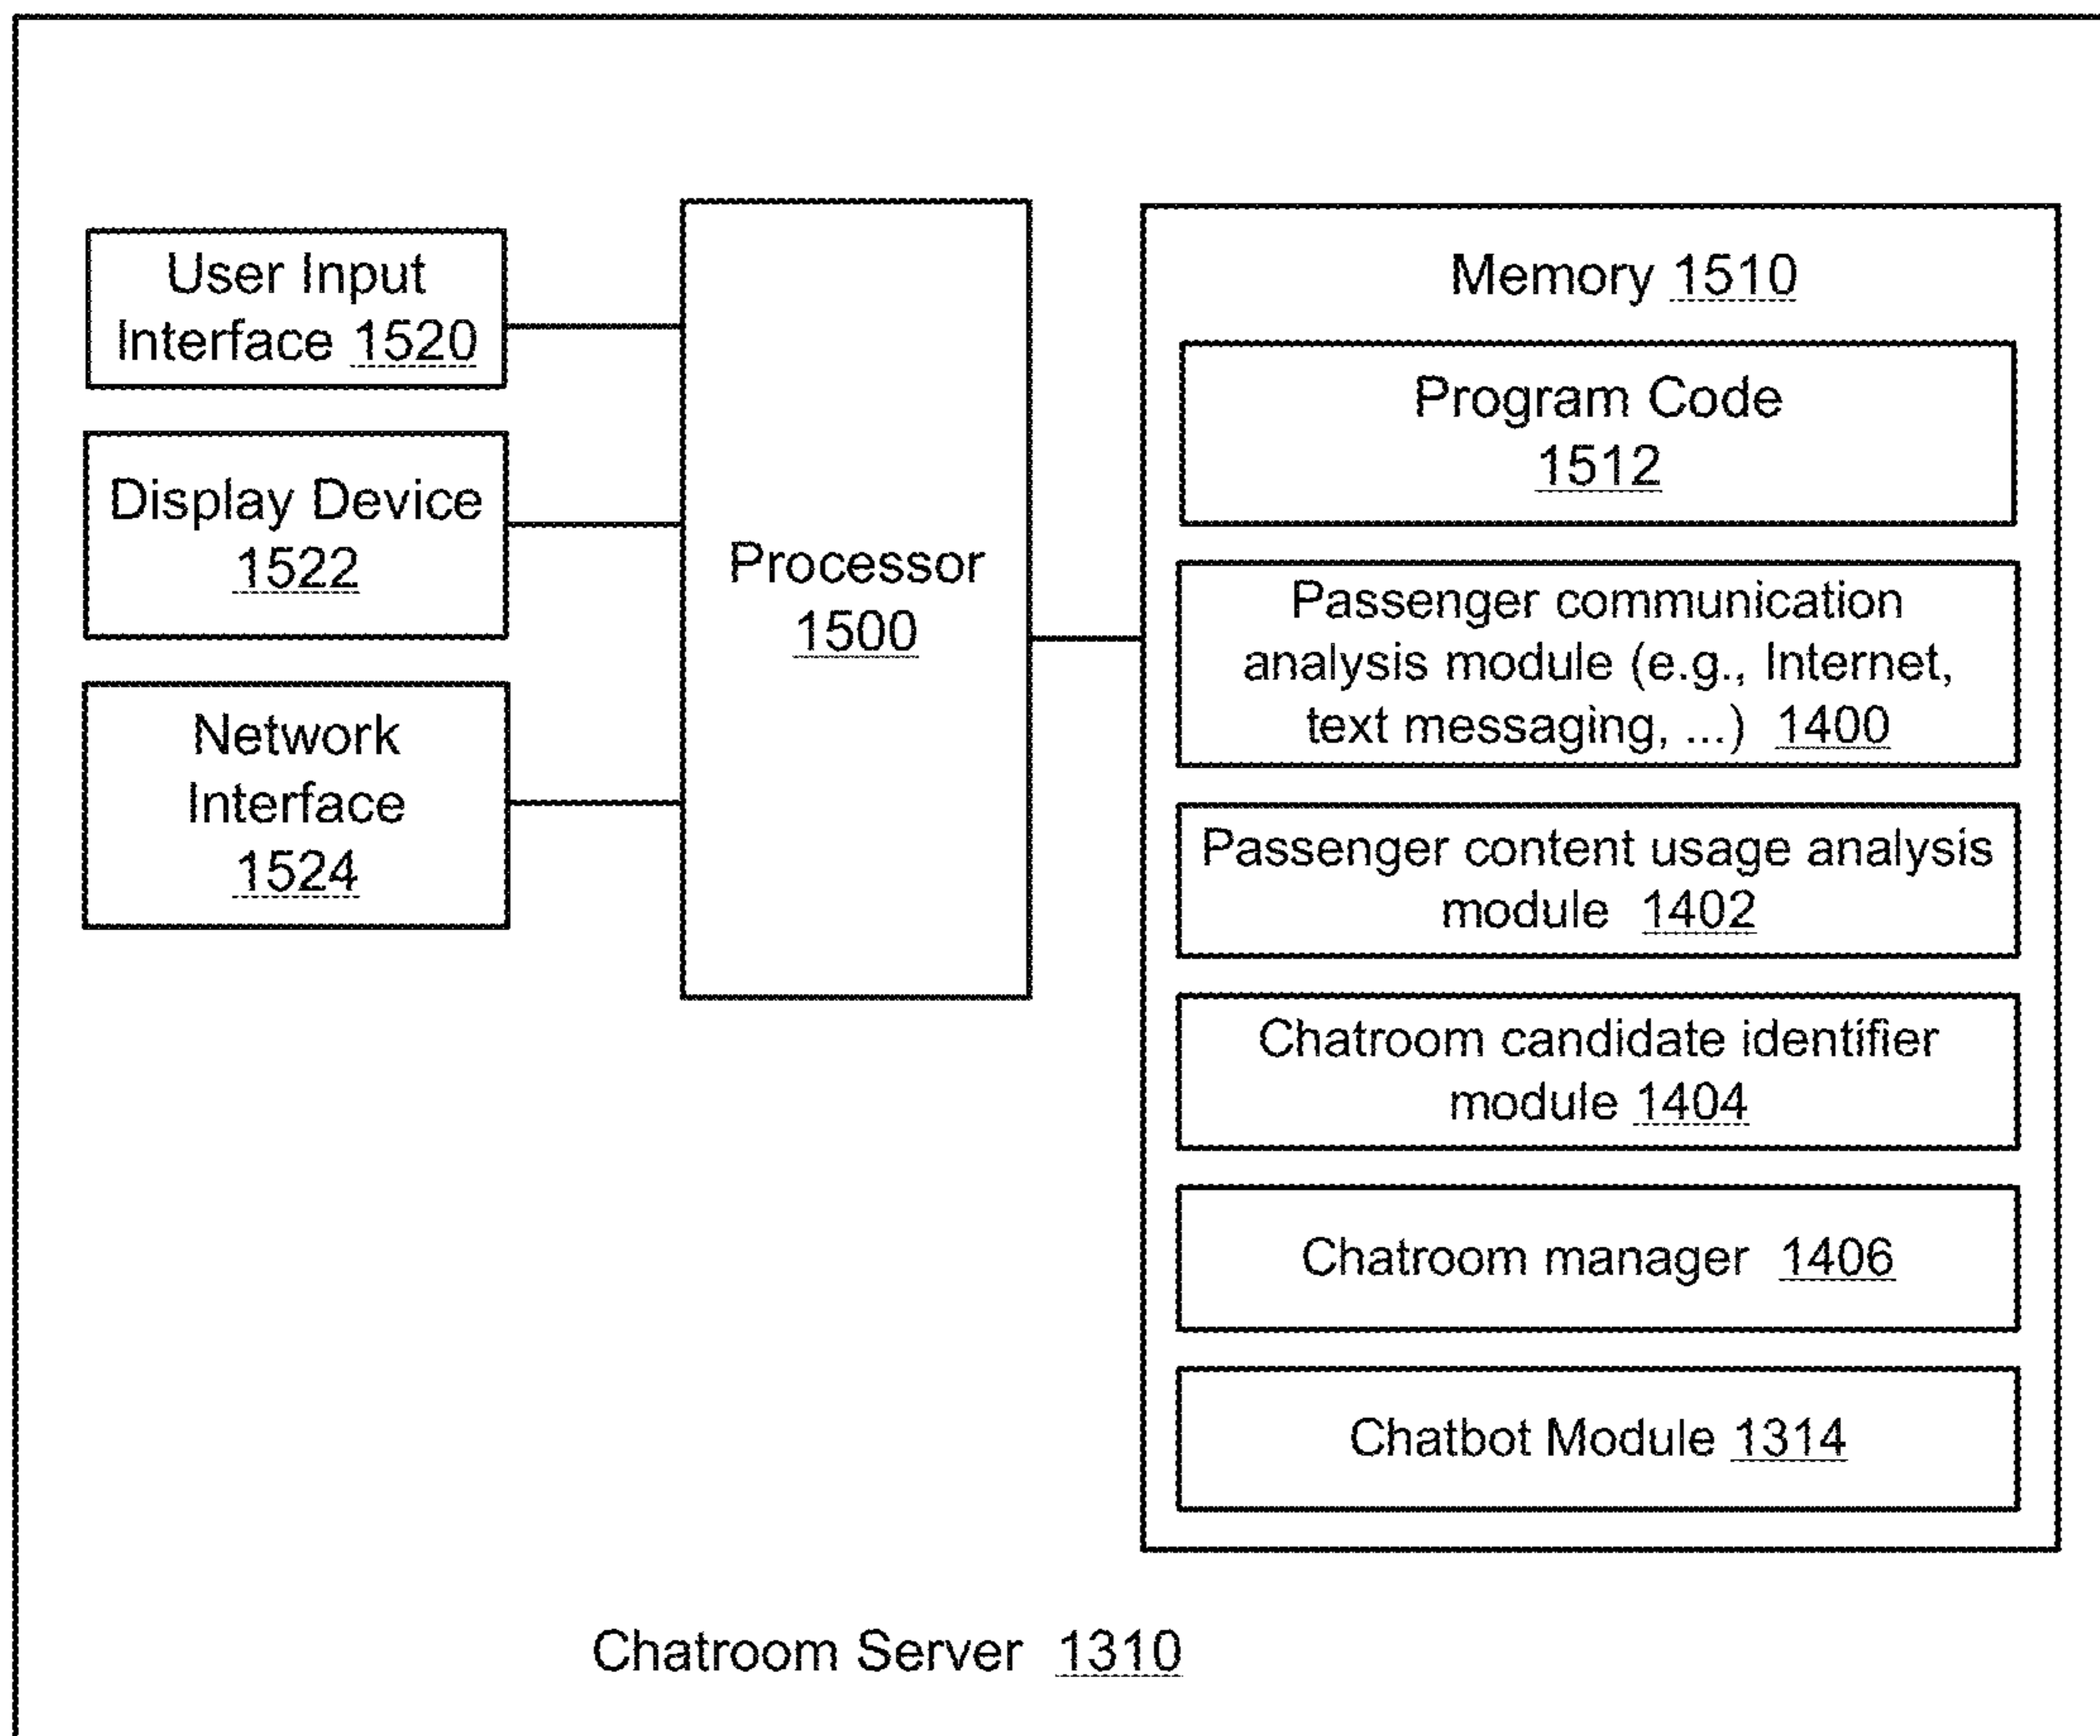 User Input
Interface 1520
Display Device
1522
Network
Interface
1524
Processor
1500
Memory 1510
Program Code
1512
Passenger communication
analysis module (e.g., Internet,
text messaging, ...) 1400
Passenger content usage analysis
module 1402
Chatroom candidate identifier
module 1404
Chatroom manager 1406
Chatbot Module 1314
Chatroom Server 1310